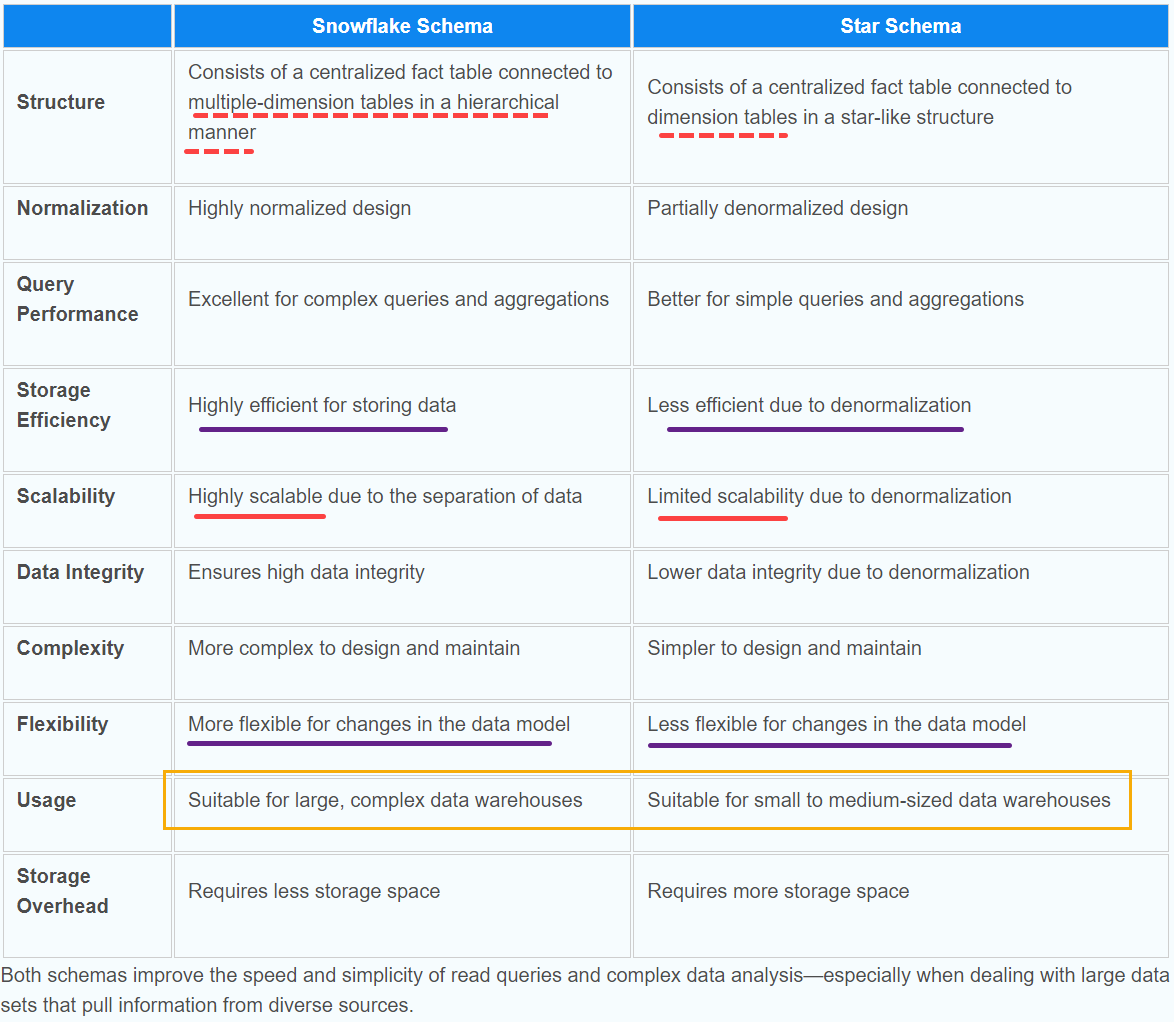 Snowflake Schema
Star Schema
Structure
Consists of a centralized fact table connected to
multiple-dimension tables in a hierarchical
manner
Consists of a centralized fact table connected to
dimension tables in a star-like structure
Normalization
Highly normalized design
Partially denormalized design
Query
Performance
Excellent for complex queries and aggregations
Better for simple queries and aggregations
Storage
Efficiency
Highly efficient for storing data
Less efficient due to denormalization
Scalability
Highly scalable due to the separation of data
Limited scalability due to denormalization
Data Integrity
Ensures high data integrity
Lower data integrity due to denormalization
Complexity
More complex to design and maintain
Simpler to design and maintain
Flexibility
More flexible for changes in the data model
Less flexible for changes in the data model
Usage
Suitable for large, complex data warehouses
Suitable for small to medium-sized data warehouses
Storage
Overhead
Requires less storage space
Requires more storage space
Both schemas improve the speed and simplicity of read queries and complex data analysis—especially when dealing with large data
sets that pull information from diverse sources.